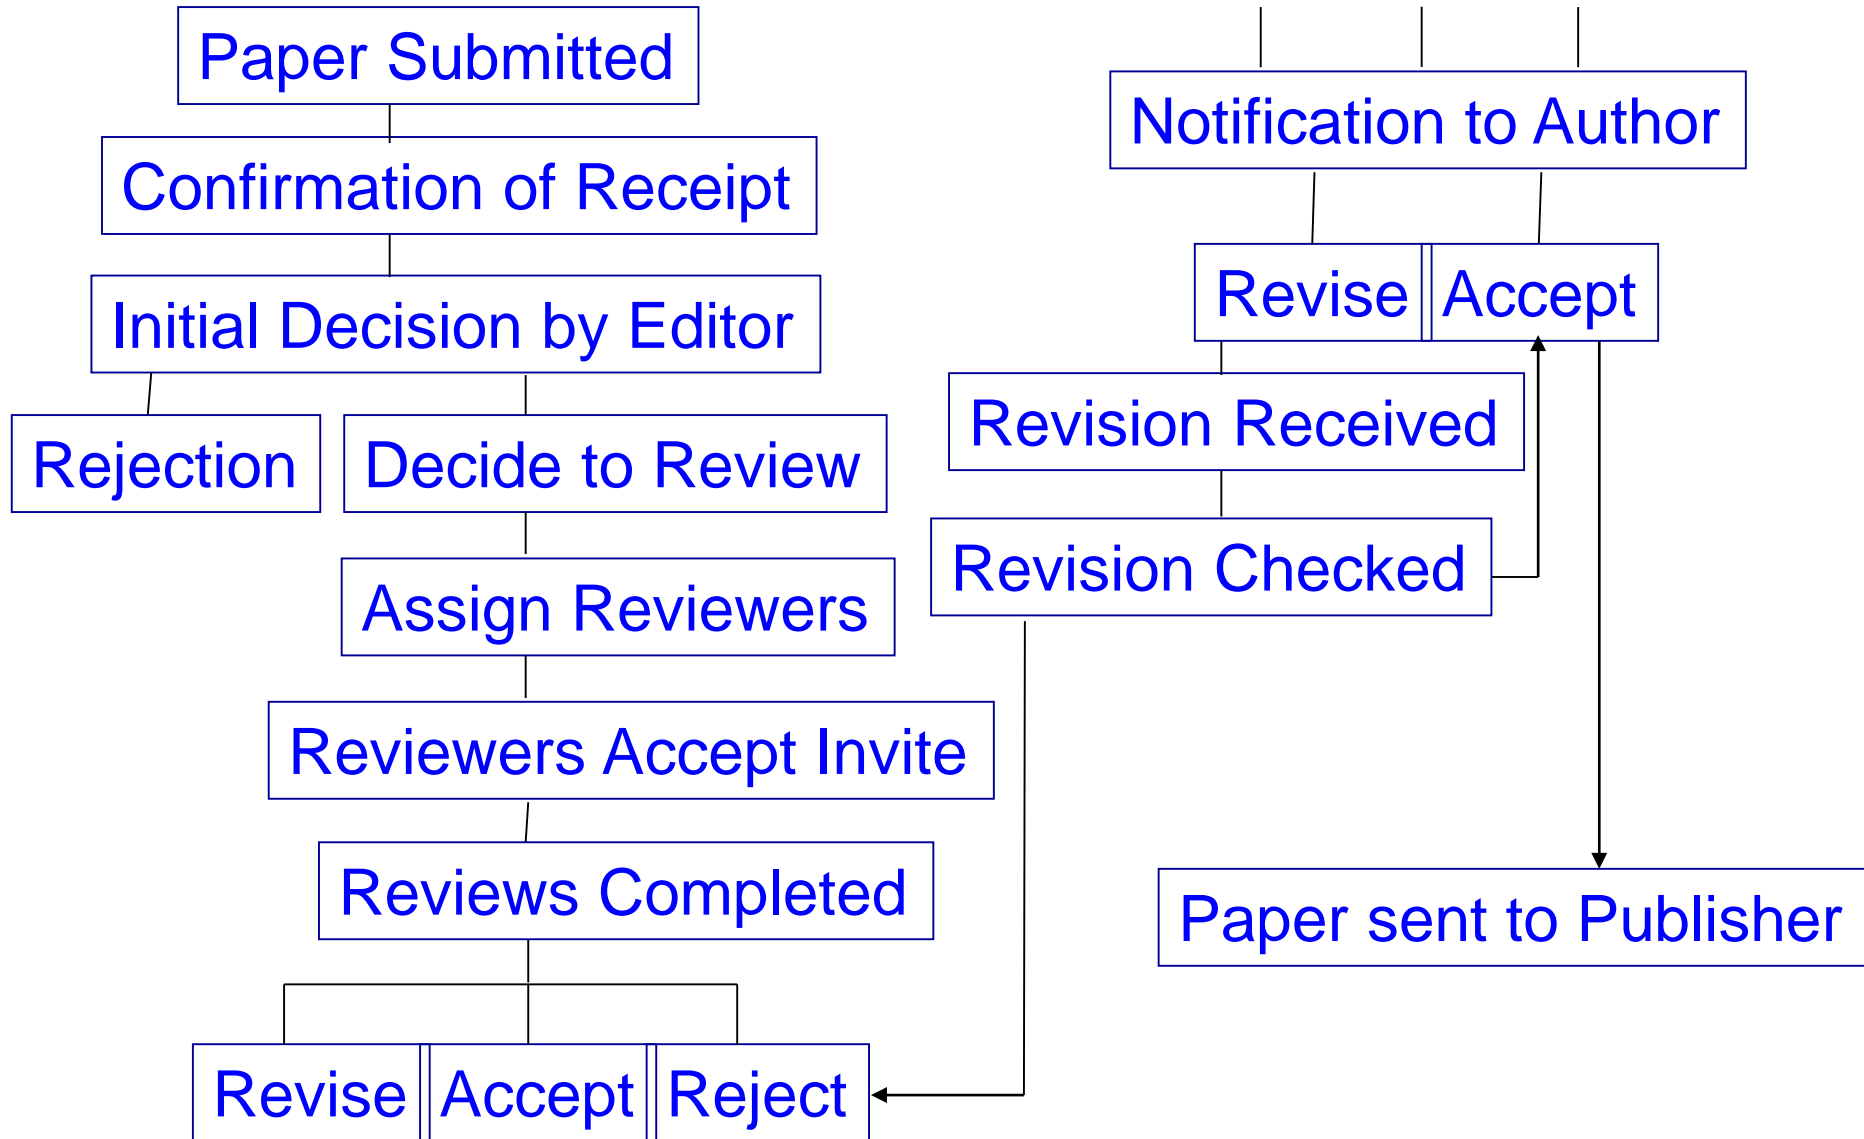 Paper Submitted
Confirmation of Receipt
Initial Decision by Editor
Rejection
Decide to Review
Assign Reviewers
Reviewers Accept Invite
Reviews Completed
Revise
Accept
Reject
Notification to Author
Revise
Accept
Revision Received
Revision Checked
Paper sent to Publisher